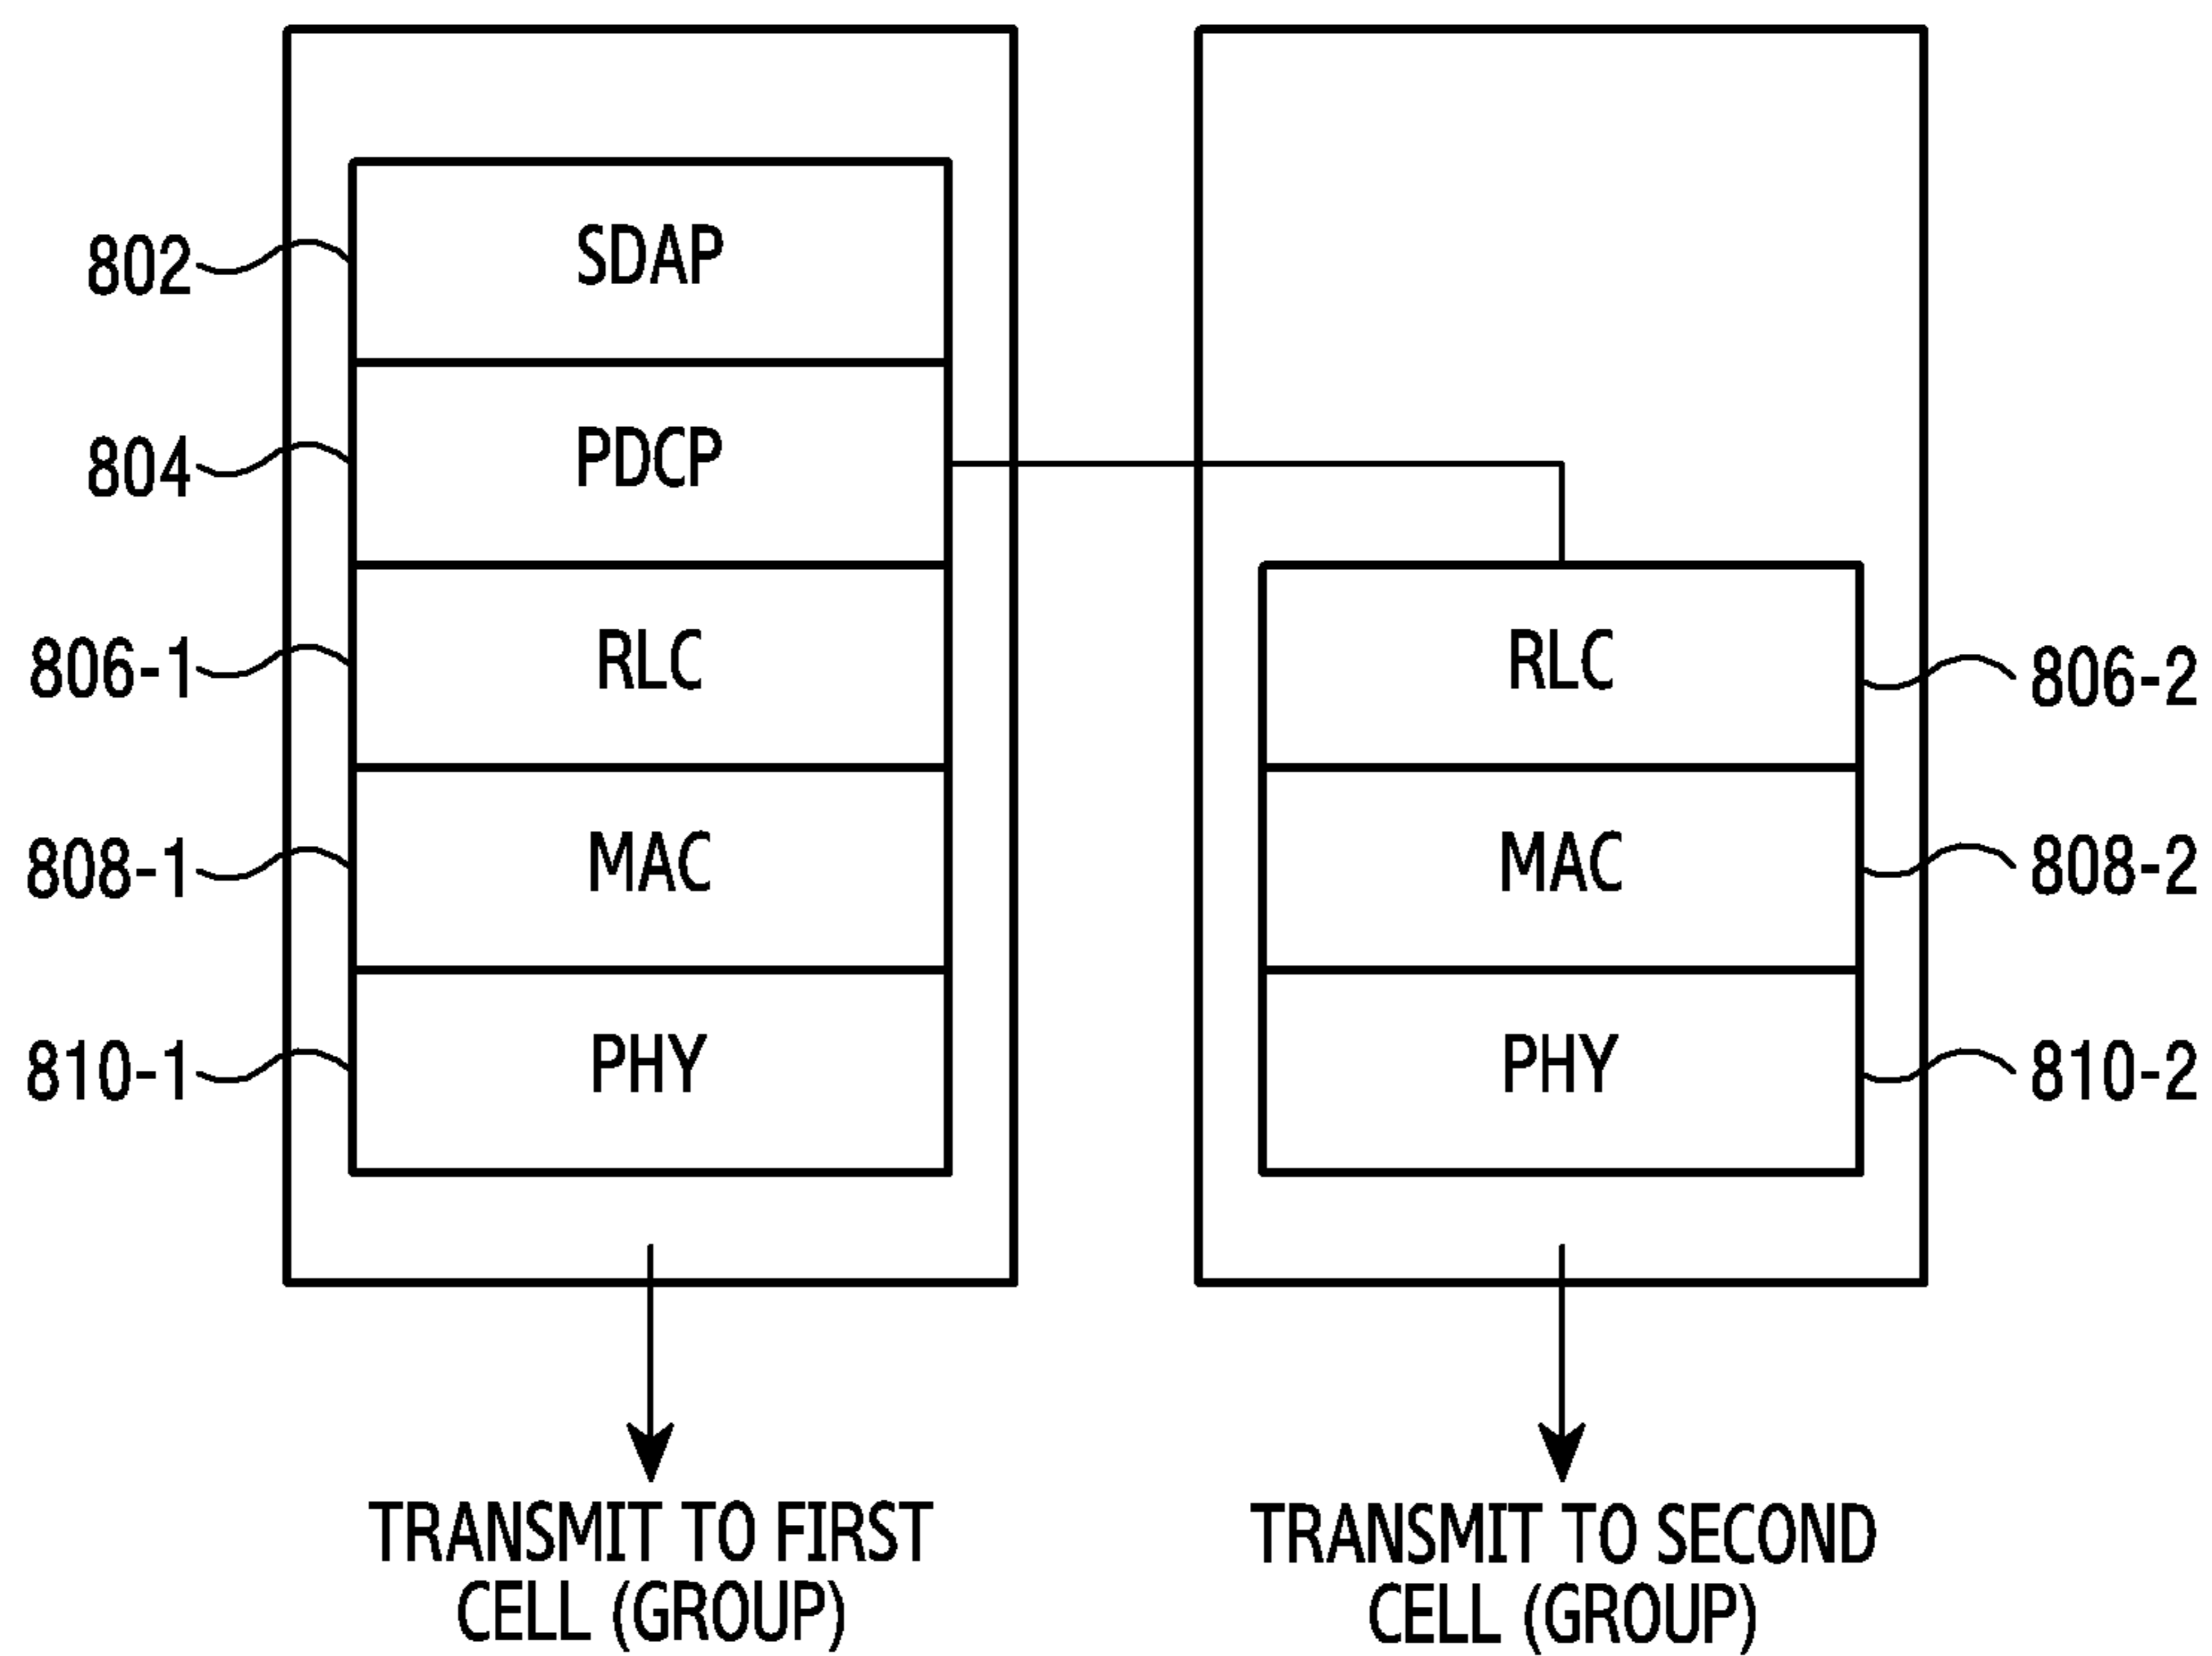 802
SDAP
804
PDCP
806-1
RLC
RLC
806-2
808-1
MAC
MAC
808-2
810-1
PHY
PHY
810-2
TRANSMIT TO FIRST
CELL (GROUP)
TRANSMIT TO SECOND
CELL (GROUP)